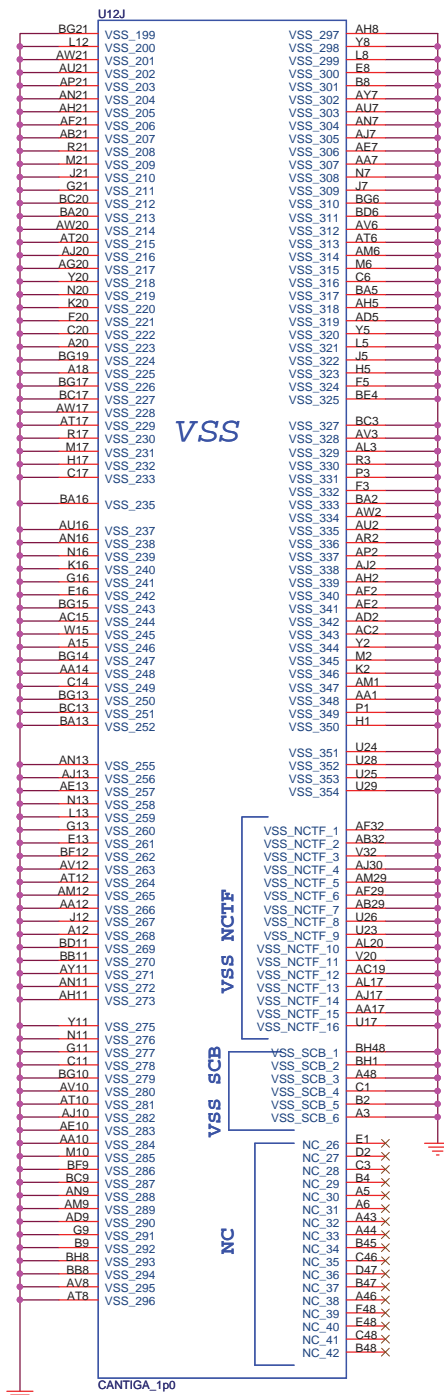 U12J
BG21 VSS_199
L12 VSS_200
AW21 VSS_201
AU21 VSS_202
AP21 VSS_203
AN21 VSS_204
AH21 VSS_205
AF21 VSS_206
AB21 VSS_207
R21 VSS_208
M21 VSS_209
J21 VSS_210
G21 VSS_211
BC20 VSS_212
BA20 VSS_213
AW20 VSS_214
AT20 VSS_215
AJ20 VSS_216
AG20 VSS_217
Y20 VSS_218
N20 VSS_219
K20 VSS_220
F20 VSS_221
C20 VSS_222
A20 VSS_223
BG19 VSS_224
A18 VSS_225
BG17 VSS_226
BC17 VSS_227
AW17 VSS_228
AT17 VSS_229
R17 VSS_230
M17 VSS_231
H17 VSS_232
C17 VSS_233
BA16 VSS_235
AU16 VSS_237
AN16 VSS_238
N16 VSS_239
K16 VSS_240
G16 VSS_241
E16 VSS_242
BG15 VSS_243
AC15 VSS_244
W15 VSS_245
A15 VSS_246
BG14 VSS_247
AA14 VSS_248
C14 VSS_249
BG13 VSS_250
BC13 VSS_251
BA13 VSS_252
AN13 VSS_255
AJ13 VSS_256
AE13 VSS_257
N13 VSS_258
L13 VSS_259
G13 VSS_260
E13 VSS_261
BF12 VSS_262
AV12 VSS_263
AT12 VSS_264
AM12 VSS_265
AA12 VSS_266
J12 VSS_267
A12 VSS_268
BD11 VSS_269
BB11 VSS_270
AY11 VSS_271
AN11 VSS_272
AH11 VSS_273
Y11 VSS_275
N11 VSS_276
G11 VSS_277
C11 VSS_278
BG10 VSS_279
AV10 VSS_280
AT10 VSS_281
AJ10 VSS_282
AE10 VSS_283
AA10 VSS_284
M10 VSS_285
BF9 VSS_286
BC9 VSS_287
AN9 VSS_288
AM9 VSS_289
AD9 VSS_290
G9 VSS_291
B9 VSS_292
BH8 VSS_293
BB8 VSS_294
AV8 VSS_295
AT8 VSS_296
VSS
VSS_297 AH8
VSS_298 Y8
VSS_299 L8
VSS_300 E8
VSS_301 B8
VSS_302 AY7
VSS_303 AU7
VSS_304 AN7
VSS_305 AJ7
VSS_306 AE7
VSS_307 AA7
VSS_308 N7
VSS_309 J7
VSS_310 BG6
VSS_311 BD6
VSS_312 AV6
VSS_313 AT6
VSS_314 AM6
VSS_315 M6
VSS_316 C6
VSS_317 BA5
VSS_318 AH5
VSS_319 AD5
VSS_320 Y5
VSS_321 L5
VSS_322 J5
VSS_323 H5
VSS_324 F5
VSS_325 BE4
VSS_327 BC3
VSS_328 AV3
VSS_329 AL3
VSS_330 R3
VSS_331 P3
VSS_332 F3
VSS_333 BA2
VSS_334 AW2
VSS_335 AU2
VSS_336 AR2
VSS_337 AP2
VSS_338 AJ2
VSS_339 AH2
VSS_340 AF2
VSS_341 AE2
VSS_342 AD2
VSS_343 AC2
VSS_344 Y2
VSS_345 M2
VSS_346 K2
VSS_347 AM1
VSS_348 AA1
VSS_349 P1
VSS_350 H1
VSS_351 U24
VSS_352 U28
VSS_353 U25
VSS_354 U29
VSS NCTF
VSS_NCTF_1 AF32
VSS_NCTF_2 AB32
VSS_NCTF_3 V32
VSS_NCTF_4 AJ30
VSS_NCTF_5 AM29
VSS_NCTF_6 AF29
VSS_NCTF_7 AB29
VSS_NCTF_8 U26
VSS_NCTF_9 U23
VSS_NCTF_10 AL20
VSS_NCTF_11 V20
VSS_NCTF_12 AC19
VSS_NCTF_13 AL17
VSS_NCTF_14 AJ17
VSS_NCTF_15 AA17
VSS_NCTF_16 U17
VSS SCB
VSS_SCB_1 BH48
VSS_SCB_2 BH1
VSS_SCB_3 A48
VSS_SCB_4 C1
VSS_SCB_5 B2
VSS_SCB_6 A3
NC
NC_26 E1
NC_27 D2
NC_28 C3
NC_29 B4
NC_30 A5
NC_31 A6
NC_32 A43
NC_33 A44
NC_34 B45
NC_35 C46
NC_36 D47
NC_37 B47
NC_38 A46
NC_39 F48
NC_40 E48
NC_41 C48
NC_42 B48
CANTIGA_1p0